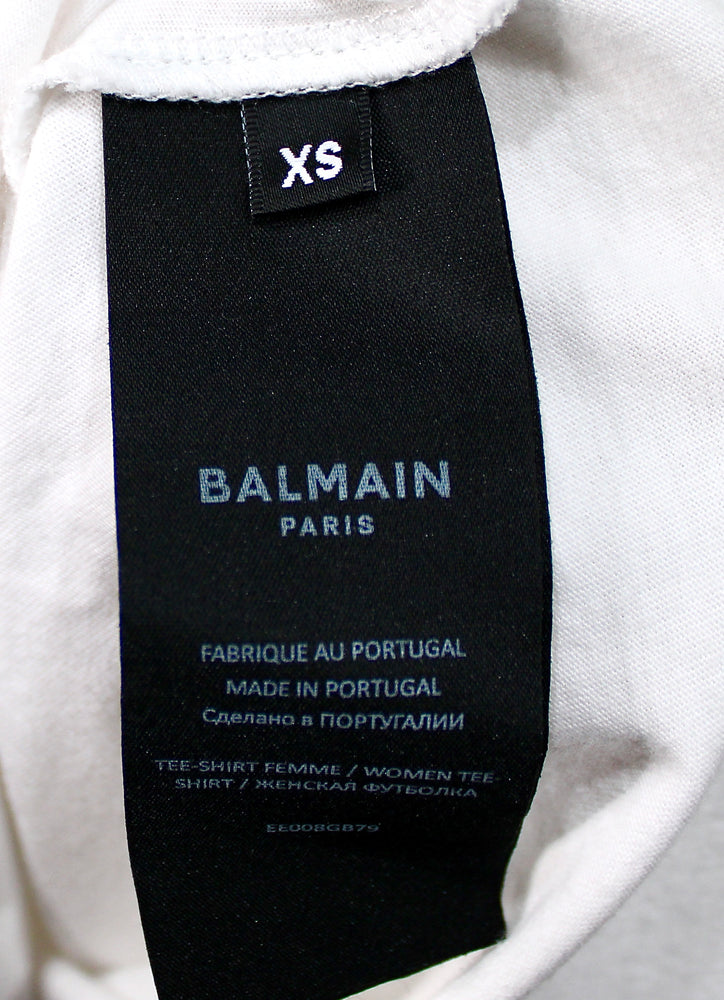 XS
BALMAIN
PARIS
FABRIQUE AU PORTUGAL
MADE IN PORTUGAL
Сделано в ПОРТУГАЛИИ
TEE-SHIRT FEMME / WOMEN TEE-
SHIRT / ЖЕНСКАЯ ФУТБОЛКА
EE008GB79